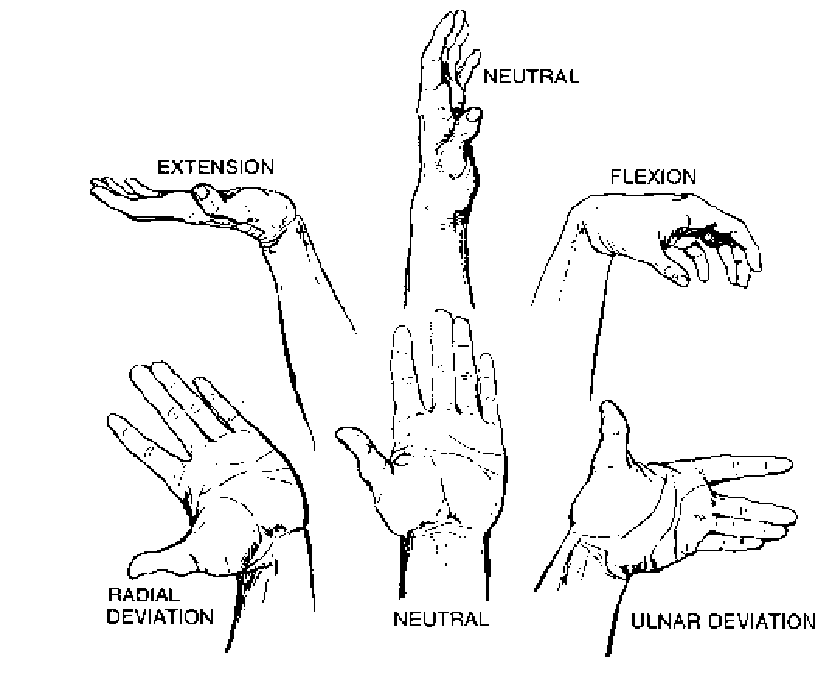 NEUTRAL
EXTENSION
FLEXION
RADIAL
DEVIATION
NEUTRAL
ULNAR DEVIATION